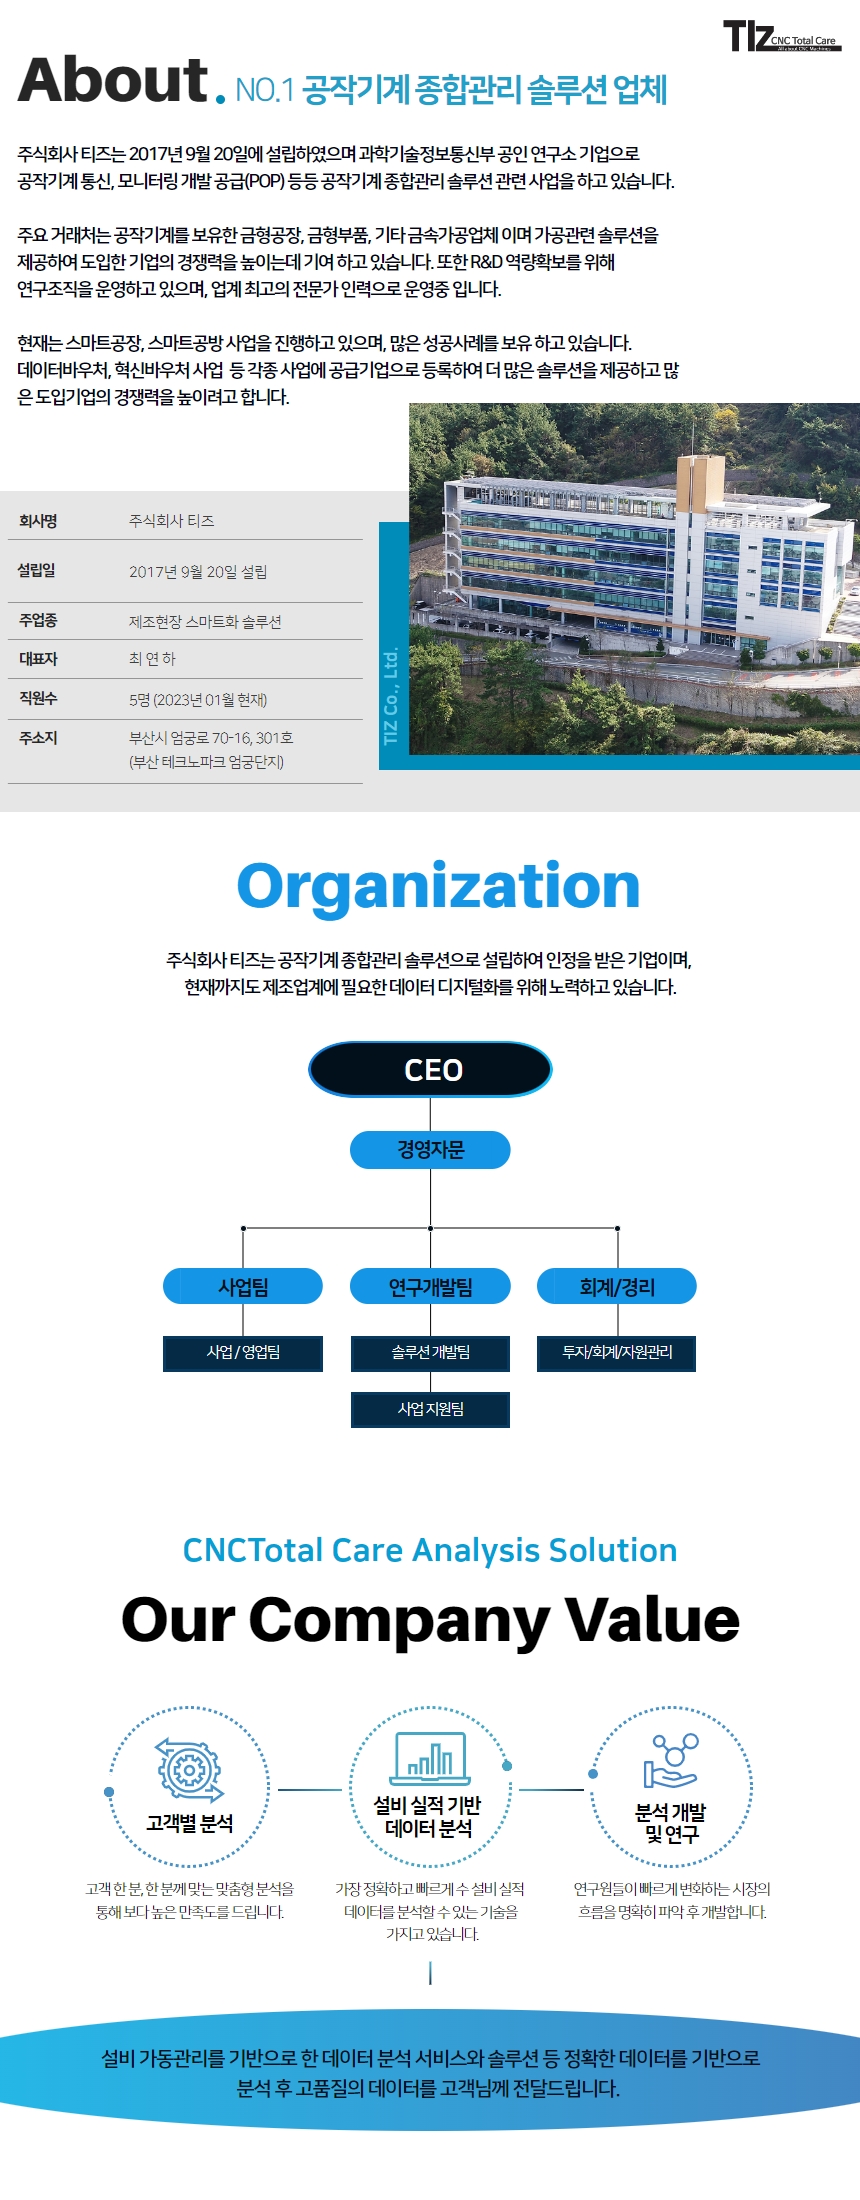 TIZ CNC Total Care
All about CNC Machines
About. NO.1 공작기계 종합관리 솔루션 업체
주식회사 티즈는 2017년 9월 20일에 설립하였으며 과학기술정보통신부 공인 연구소 기업으로
공작기계 통신, 모니터링 개발 공급(POP) 등등 공작기계 종합관리 솔루션 관련 사업을 하고 있습니다.
주요 거래처는 공작기계를 보유한 금형공장, 금형부품, 기타 금속가공업체 이며 가공관련 솔루션을
제공하여 도입한 기업의 경쟁력을 높이는데 기여 하고 있습니다. 또한 R&D 역량확보를 위해
연구조직을 운영하고 있으며, 업계 최고의 전문가 인력으로 운영중 입니다.
현재는 스마트공장, 스마트공방 사업을 진행하고 있으며, 많은 성공사례를 보유 하고 있습니다.
데이터바우처, 혁신바우처 사업 등 각종 사업에 공급기업으로 등록하여 더 많은 솔루션을 제공하고 많
은 도입기업의 경쟁력을 높이려고 합니다.
회사명 주식회사 티즈
설립일 2017년 9월 20일 설립
주업종 제조현장 스마트화 솔루션
대표자 최 연 하
직원수 5명 (2023년 01월 현재)
주소지 부산시 엄궁로 70-16, 301호
(부산 테크노파크 엄궁단지)
TIZ Co., Ltd.
Organization
주식회사 티즈는 공작기계 종합관리 솔루션으로 설립하여 인정을 받은 기업이며,
현재까지도 제조업계에 필요한 데이터 디지털화를 위해 노력하고 있습니다.
CEO
경영자문
사업팀 연구개발팀 회계/경리
사업 / 영업팀 솔루션 개발팀 투자/회계/자원관리
사업 지원팀
CNCTotal Care Analysis Solution
Our Company Value
고객별 분석
설비 실적 기반
데이터 분석
분석 개발
및 연구
고객 한 분, 한 분께 맞는 맞춤형 분석을
통해 보다 높은 만족도를 드립니다.
가장 정확하고 빠르게 수 설비 실적
데이터를 분석할 수 있는 기술을
가지고 있습니다.
연구원들이 빠르게 변화하는 시장의
흐름을 명확히 파악 후 개발합니다.
설비 가동관리를 기반으로 한 데이터 분석 서비스와 솔루션 등 정확한 데이터를 기반으로
분석 후 고품질의 데이터를 고객님께 전달드립니다.